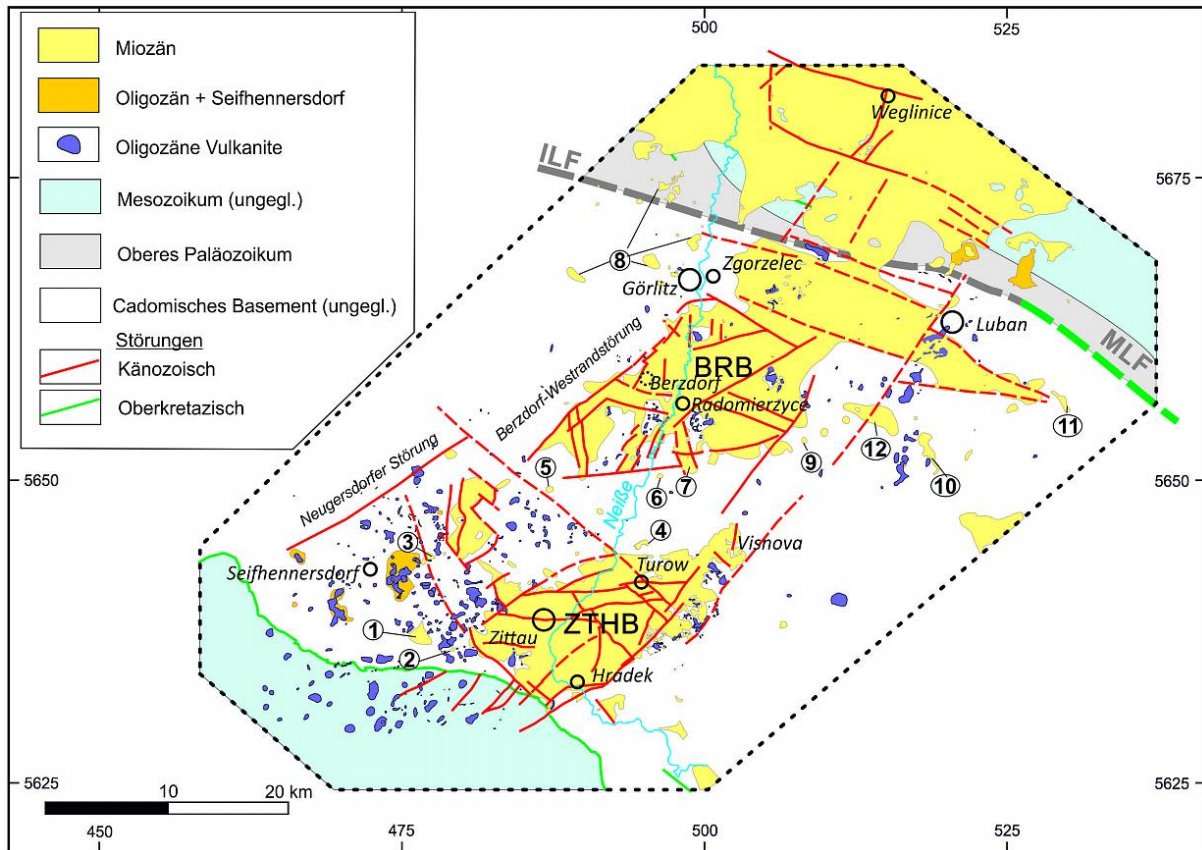 500
525
Miozän
Oligozän + Seifhennersdorf
Oligozäne Vulkanite
Mesozoikum (ungegl.)
Oberes Paläozoikum
Cadomisches Basement (ungegl.)
Störungen
Känozoisch
Oberkretazisch
Weglinice
ILF
5675
8
Zgorzelec
Görlitz
Luban
MLF
Berzdorf-Westrandstörung
BRB
Berzdorf
Radomierzyce
11
12
9
10
5
6
7
5650
5650
Neugersdorfer Störung
Neiße
4
3
Visnova
Seifhennersdorf
Turow
1
Zittau
ZTHB
2
Hradek
5625
5625
10
20 km
450
475
500
525